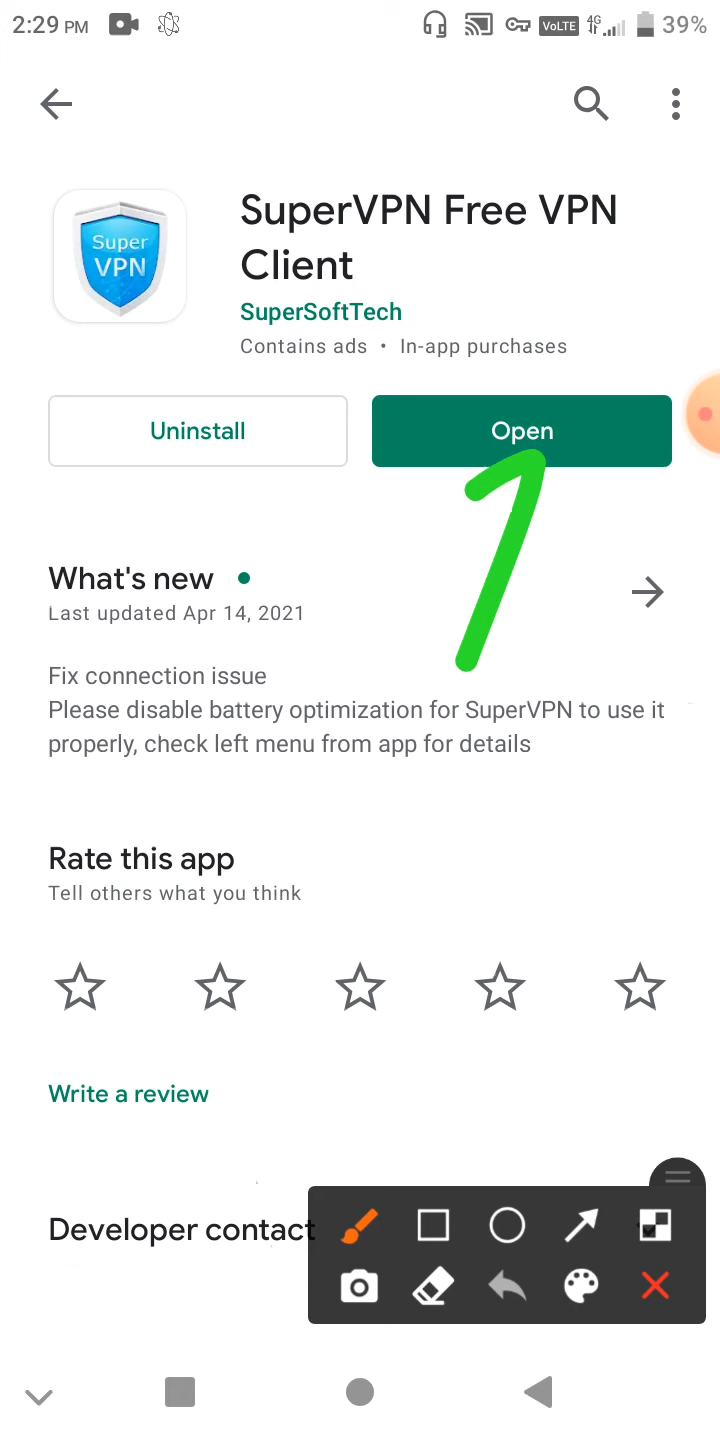 2:29 PM
VoLTE 4G 39%
Super
VPN
SuperVPN Free VPN
Client
SuperSoftTech
Contains ads • In-app purchases
Uninstall
Open
What's new
Last updated Apr 14, 2021
Fix connection issue
Please disable battery optimization for SuperVPN to use it
properly, check left menu from app for details
Rate this app
Tell others what you think
Write a review
Developer contact